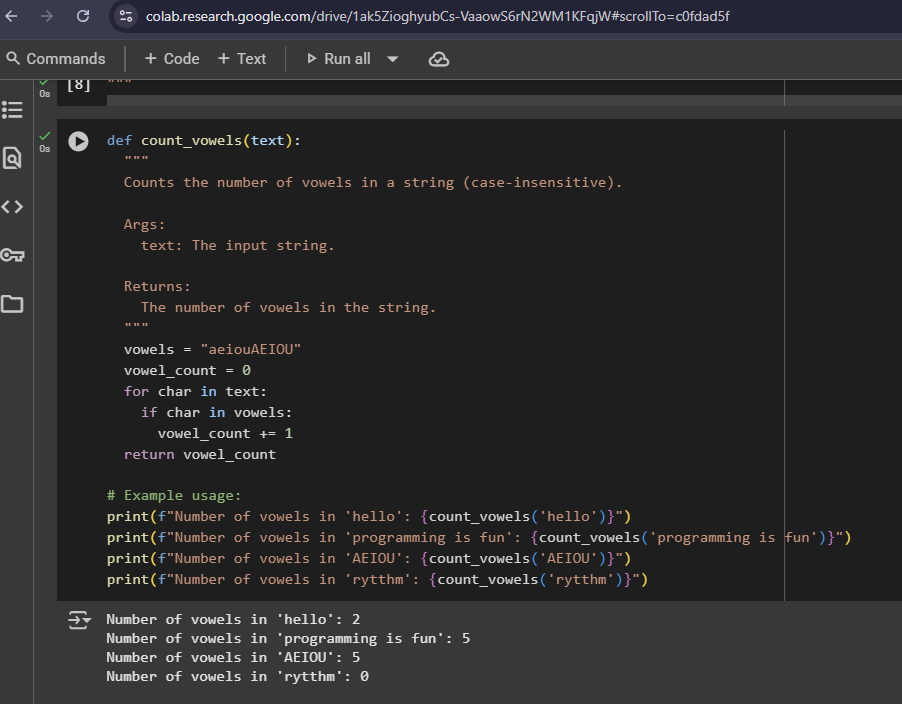 colab.research.google.com/drive/1ak5ZioghyubCs-VaaowS6rN2WM1KFqjW#scrollTo=c0fdad5f
Commands + Code + Text Run all
0s [8] """
0s
def count_vowels(text):
"""
Counts the number of vowels in a string (case-insensitive).
Args:
text: The input string.
Returns:
The number of vowels in the string.
"""
vowels = "aeiouAEIOU"
vowel_count = 0
for char in text:
if char in vowels:
vowel_count += 1
return vowel_count
# Example usage:
print(f"Number of vowels in 'hello': {count_vowels('hello')}")
print(f"Number of vowels in 'programming is fun': {count_vowels('programming is fun')}")
print(f"Number of vowels in 'AEIOU': {count_vowels('AEIOU')}")
print(f"Number of vowels in 'rytthm': {count_vowels('rytthm')}")
Number of vowels in 'hello': 2
Number of vowels in 'programming is fun': 5
Number of vowels in 'AEIOU': 5
Number of vowels in 'rytthm': 0